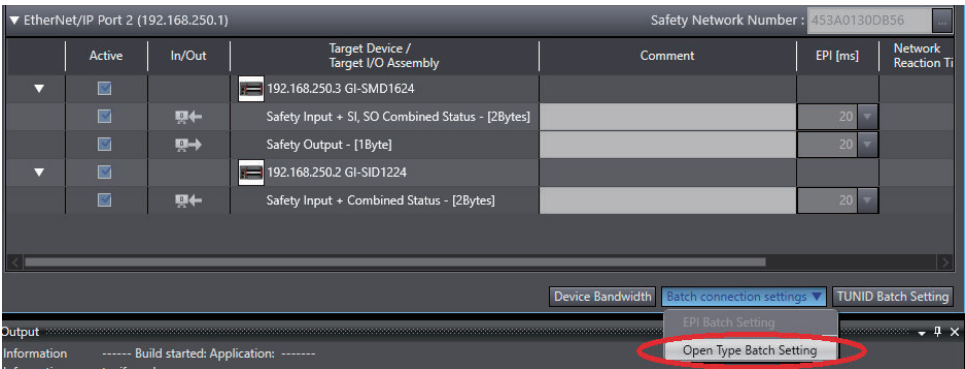 EtherNet/IP Port 2 (192.168.250.1) Safety Network Number : 453A0130DB56 ...
Active In/Out Target Device / Target I/O Assembly Comment EPI [ms] Network Reaction Ti
192.168.250.3 GI-SMD1624
Safety Input + SI, SO Combined Status - [2Bytes] 20
Safety Output - [1Byte] 20
192.168.250.2 GI-SID1224
Safety Input + Combined Status - [2Bytes] 20
Device Bandwidth Batch connection settings TUNID Batch Setting
EPI Batch Setting
Output
Open Type Batch Setting
Information ------ Build started: Application: -------